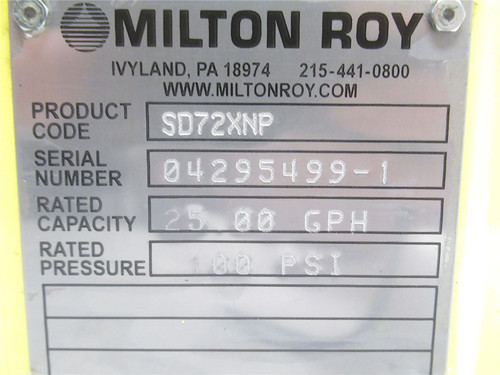 MILTON ROY
IVYLAND, PA 18974 215-441-0800
WWW.MILTONROY.COM
PRODUCT CODE SD72XNP
SERIAL NUMBER 04295499-1
RATED CAPACITY 25.00 GPH
RATED PRESSURE 100 PSI